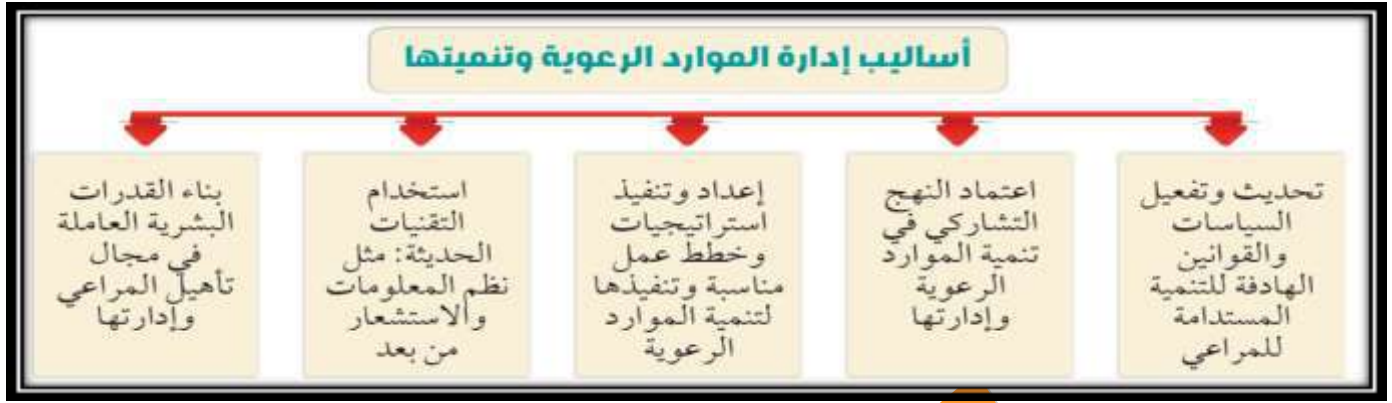 أساليب إدارة الموارد الرعوية وتنميتها
تحديث وتفعيل
السياسات
والقوانين
الهادفة للتنمية
المستدامة
للمراعي
اعتماد النهج
التشاركي في
تنمية الموارد
الرعوية
وإدارتها
إعداد وتنفيذ
استراتيجيات
وخطط عمل
مناسبة وتنفيذها
لتنمية الموارد
الرعوية
استخدام
التقنيات
الحديثة: مثل
نظم المعلومات
والاستشعار
من بعد
بناء القدرات
البشرية العاملة
في مجال
تأهيل المراعي
وإدارتها